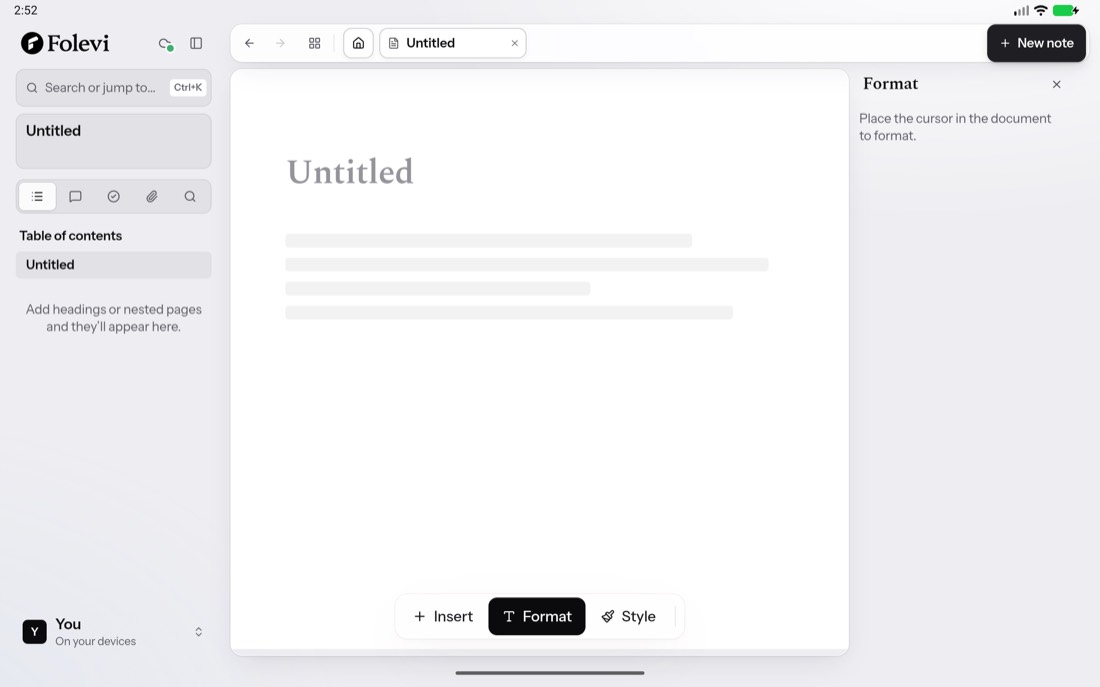 2:52
Folevi
Search or jump to...
Ctrl+K
Untitled
Table of contents
Untitled
Add headings or nested pages
and they'll appear here.
Y
You
On your devices
Untitled
New note
Untitled
Insert
Format
Style
Format
Place the cursor in the document
to format.